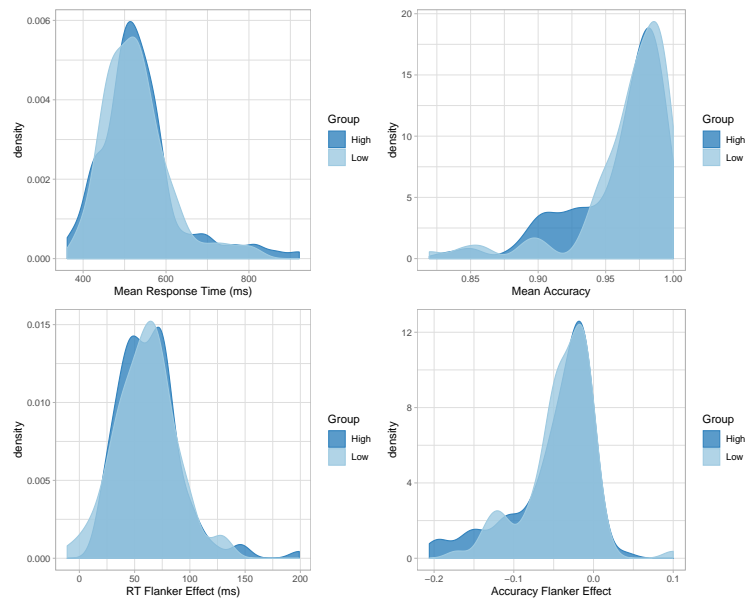 density
0.006
0.004
0.002
0.000
400
600
800
Mean Response Time (ms)
Group
High
Low
density
20
15
10
5
0
0.85
0.90
0.95
1.00
Mean Accuracy
Group
High
Low
density
0.015
0.010
0.005
0.000
0
50
100
150
200
RT Flanker Effect (ms)
Group
High
Low
density
12
8
4
0
−0.2
−0.1
0.0
0.1
Accuracy Flanker Effect
Group
High
Low